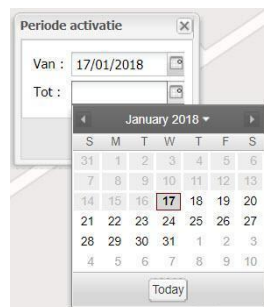 Periode activatie
Van : 17/01/2018
Tot :
January 2018
S M T W T F S
31 1 2 3 4 5 6
7 8 9 10 11 12 13
14 15 16 17 18 19 20
21 22 23 24 25 26 27
28 29 30 31 1 2 3
4 5 6 7 8 9 10
Today